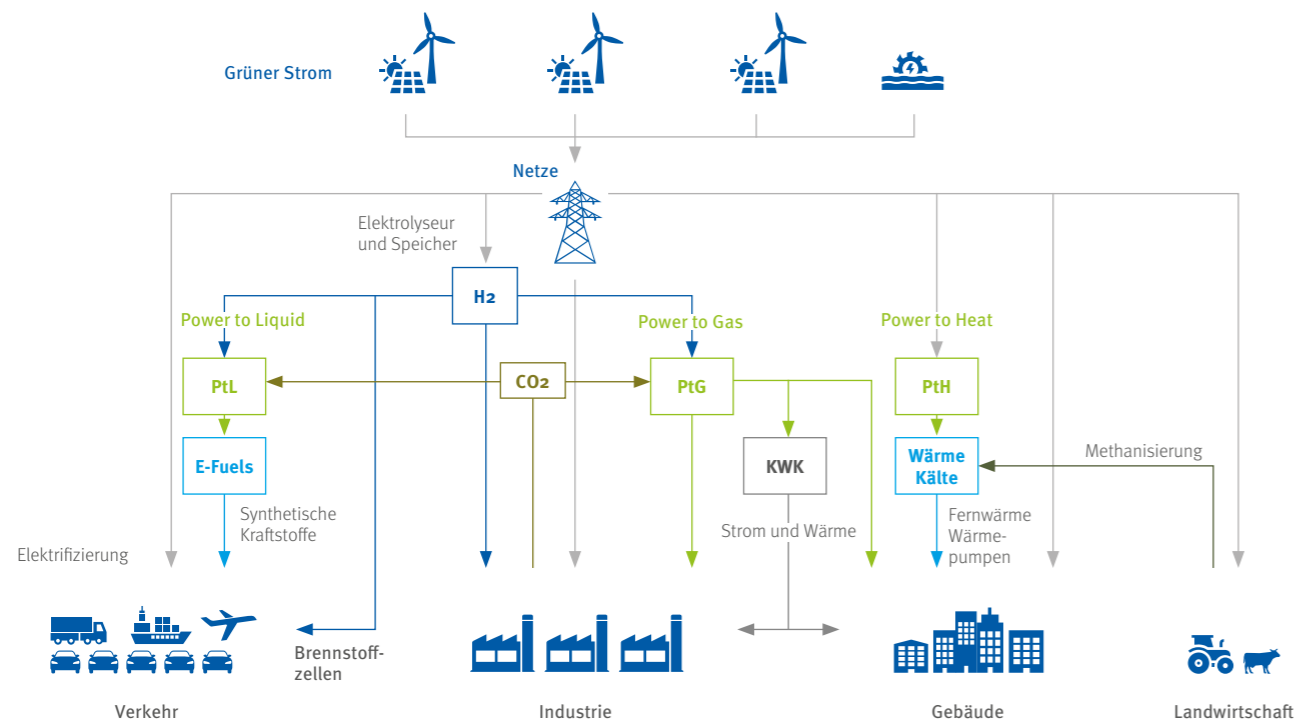 Grüner Strom
Netze
Elektrolyseur
und Speicher
H2
Power to Liquid
Power to Gas
Power to Heat
PtL
CO2
PtG
PtH
E-Fuels
KWK
Wärme
Kälte
Methanisierung
Synthetische
Kraftstoffe
Strom und Wärme
Fernwärme
Wärme-
pumpen
Elektrifizierung
Brennstoff-
zellen
Verkehr
Industrie
Gebäude
Landwirtschaft